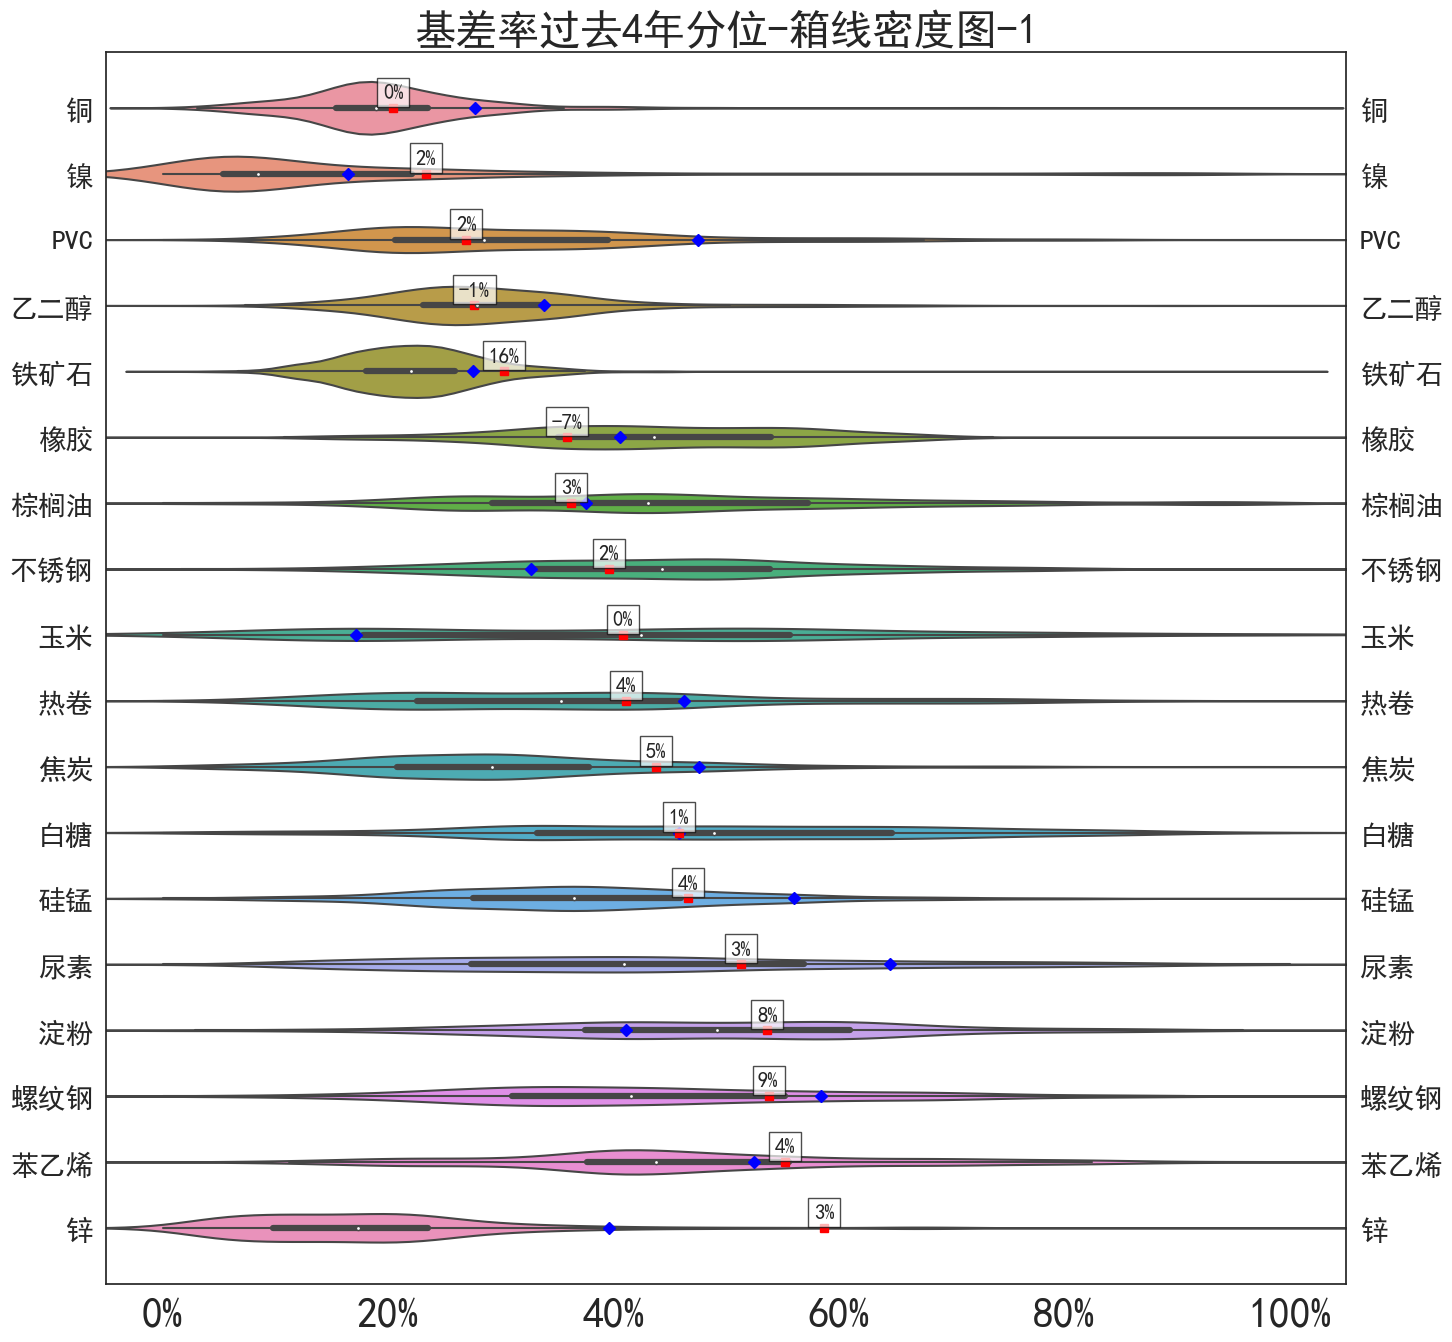 基差率过去4年分位-箱线密度图-1
铜 0% 铜
镍 2% 镍
PVC 2% PVC
乙二醇 -1% 乙二醇
铁矿石 16% 铁矿石
橡胶 -7% 橡胶
棕榈油 3% 棕榈油
不锈钢 2% 不锈钢
玉米 0% 玉米
热卷 4% 热卷
焦炭 5% 焦炭
白糖 1% 白糖
硅锰 4% 硅锰
尿素 3% 尿素
淀粉 8% 淀粉
螺纹钢 9% 螺纹钢
苯乙烯 4% 苯乙烯
锌 3% 锌
0% 20% 40% 60% 80% 100%